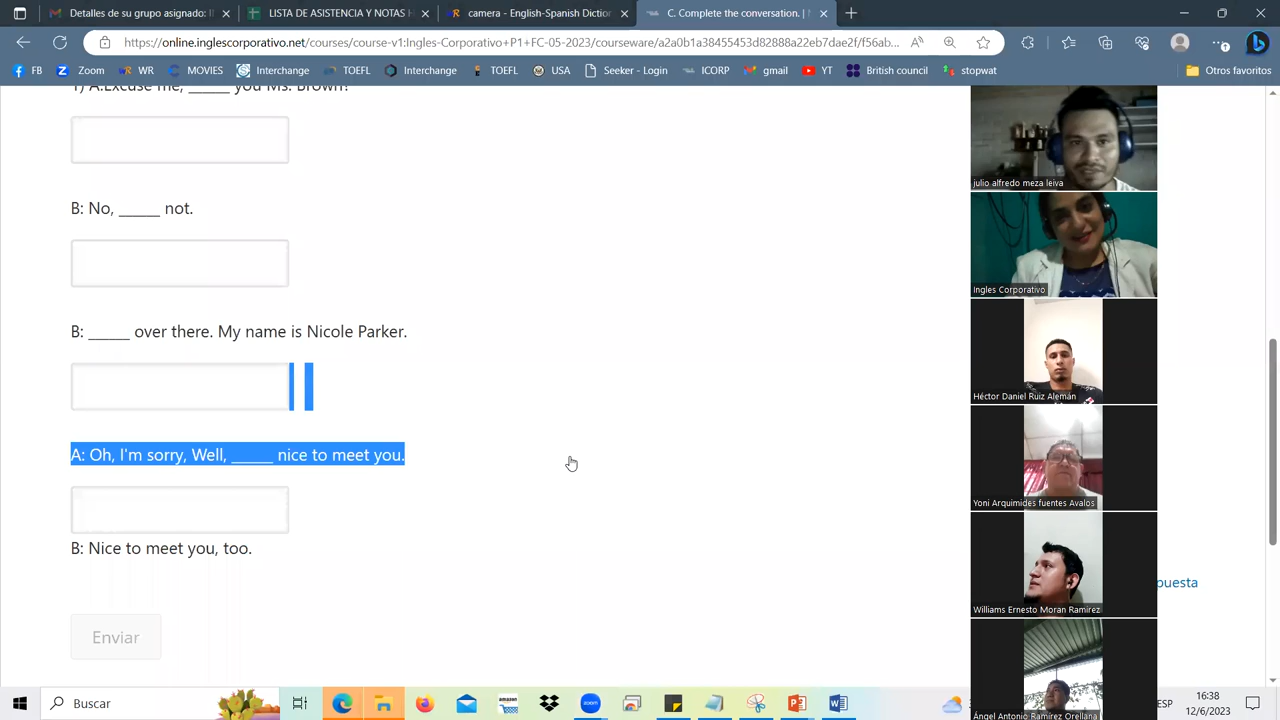 Detalles de su grupo asignado: I
LISTA DE ASISTENCIA Y NOTAS H
camera - English-Spanish Diction
C. Complete the conversation. |
https://online.inglescorporativo.net/courses/course-v1:Ingles-Corporativo+P1+FC-05-2023/courseware/a2a0b1a38455453d82888a22eb7dae2f/f56ab...
FB
Zoom
WR
MOVIES
Interchange
TOEFL
Interchange
TOEFL
USA
Seeker - Login
ICORP
gmail
YT
British council
stopwat
Otros favoritos
1) A:Excuse me, ______ you Ms. Brown?
B: No, ______ not.
B: ______ over there. My name is Nicole Parker.
A: Oh, I'm sorry, Well, ______ nice to meet you.
B: Nice to meet you, too.
puesta
Enviar
julio alfredo meza leiva
Ingles Corporativo
Héctor Daniel Ruiz Alemán
Yoni Arquimides fuentes Avalos
Williams Ernesto Moran Ramirez
Ángel Antonio Ramirez Orellana
Buscar
ESP
16:38
12/6/2023